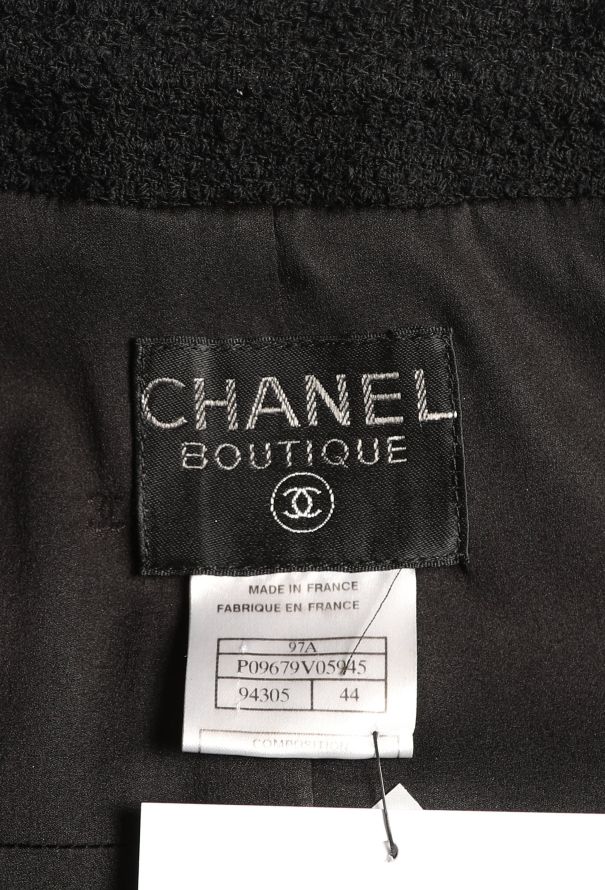 CHANEL
BOUTIQUE
MADE IN FRANCE
FABRIQUE EN FRANCE
97A
P09679V05945
94305 44
COMPOSITION